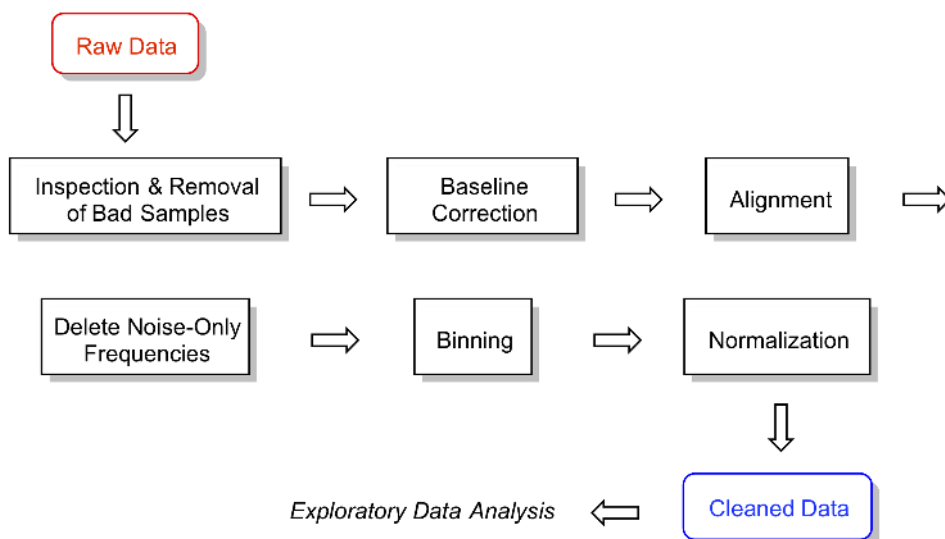 Raw Data
Inspection & Removal
of Bad Samples
Baseline
Correction
Alignment
Delete Noise-Only
Frequencies
Binning
Normalization
Exploratory Data Analysis
Cleaned Data